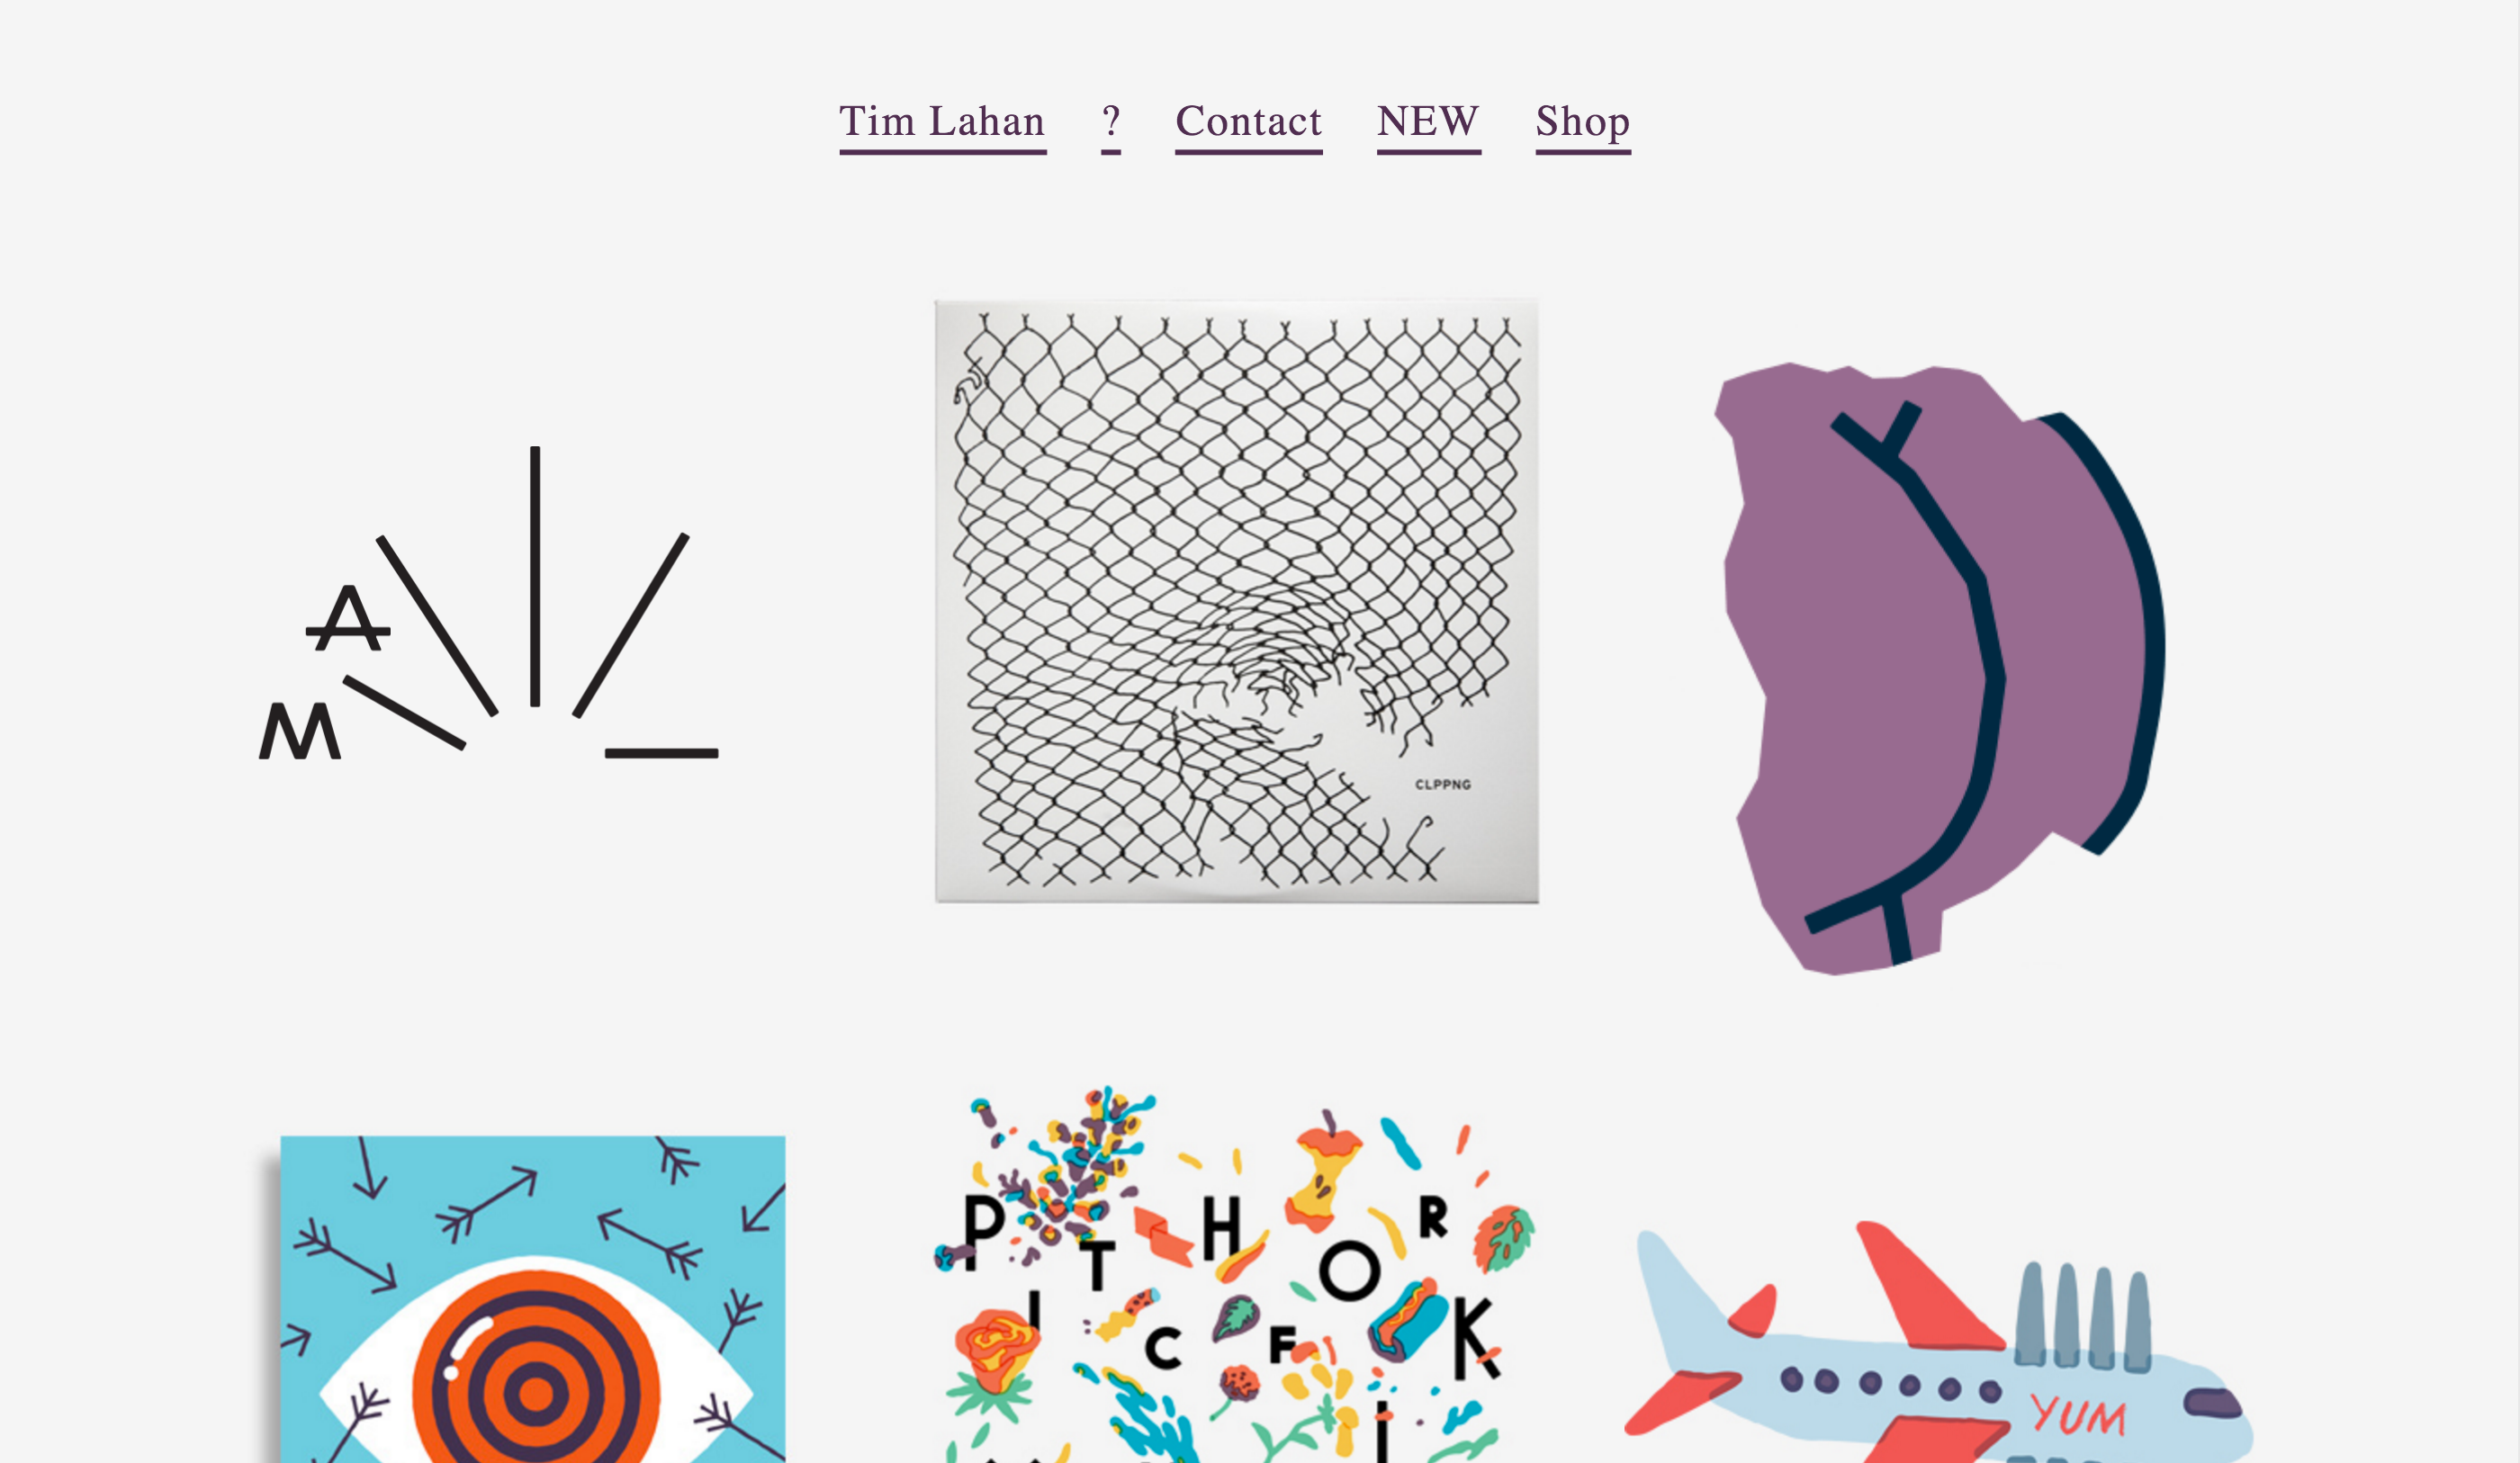 Tim Lahan ? Contact NEW Shop
A
M
CLPPNG
P H R
T O
I C F K
YUM
I